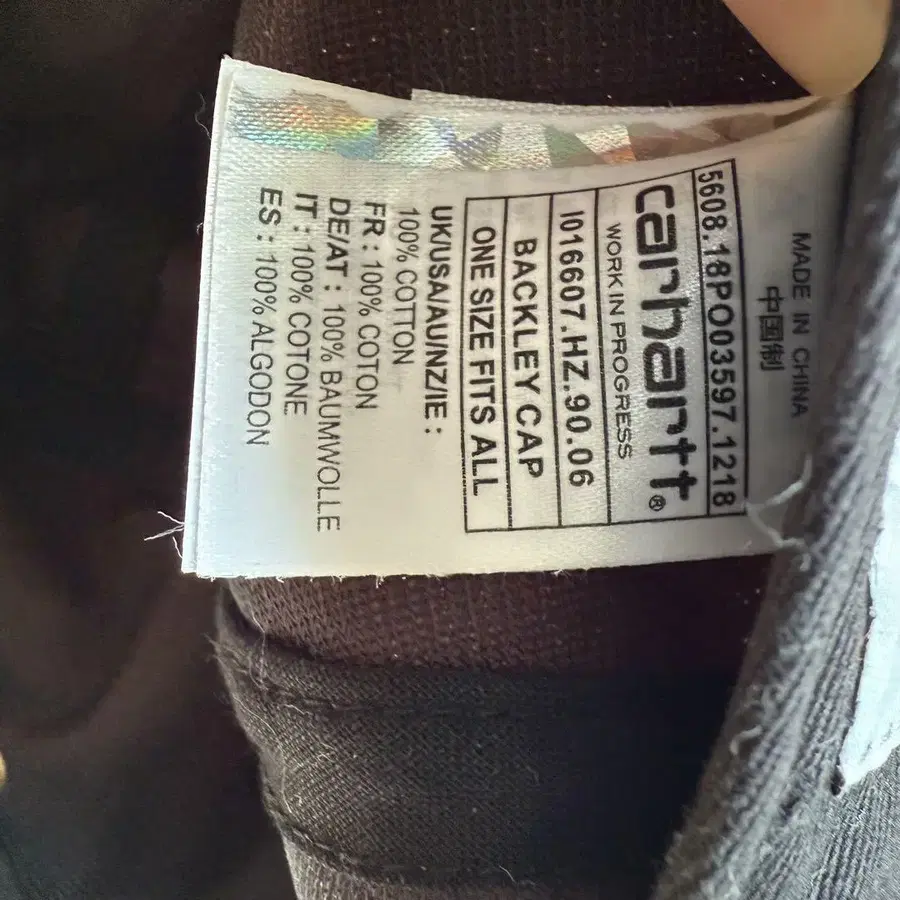 MADE IN CHINA
中国制
5608.18PO03597.1218
carhartt®
WORK IN PROGRESS
I016607.HZ.90.06
BACKLEY CAP
ONE SIZE FITS ALL
UK/USA/AU/NZ/IE :
100% COTTON
FR : 100% COTON
DE/AT : 100% BAUMWOLLE
IT : 100% COTONE
ES : 100% ALGODON